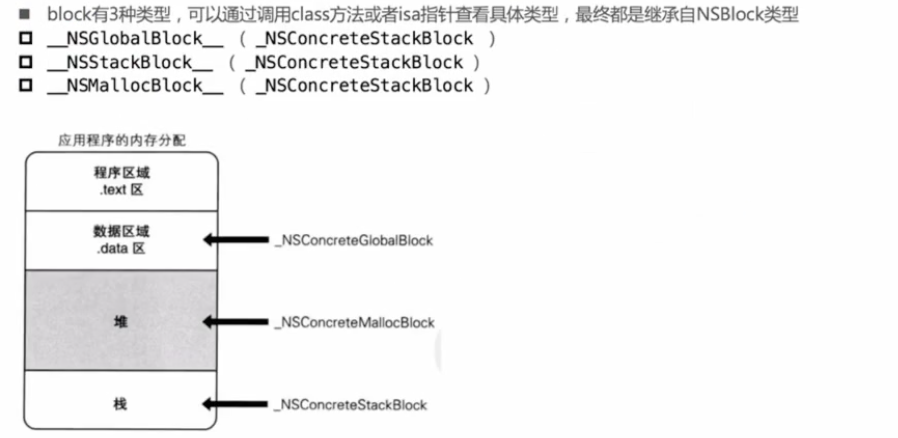 block有3种类型，可以通过调用class方法或者isa指针查看具体类型，最终都是继承自NSBlock类型
__NSGlobalBlock__ （ _NSConcreteStackBlock ）
__NSStackBlock__ （ _NSConcreteStackBlock ）
__NSMallocBlock__ （ _NSConcreteStackBlock ）
应用程序的内存分配
程序区域
.text 区
数据区域
.data 区
_NSConcreteGlobalBlock
堆
_NSConcreteMallocBlock
栈
_NSConcreteStackBlock